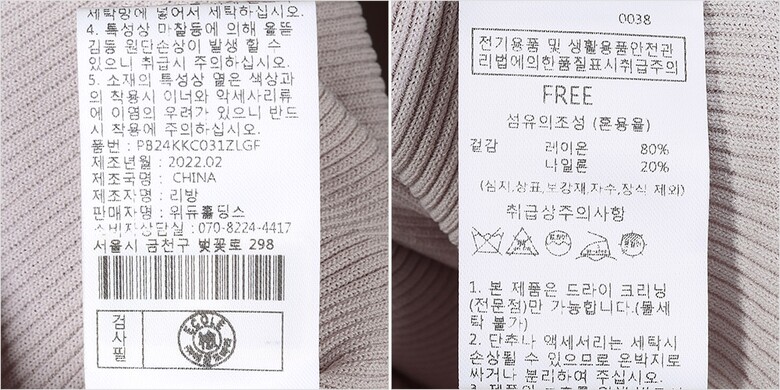 세탁망에 넣어서 세탁하십시오.
4. 특성상 마찰등에 의해 올뜯
김등 원단손상이 발생 할 수
있으니 취급시 주의하십시오.
5. 소재의 특성상 옅은 색상과
의 착용시 이너와 악세사리류
에 이염의 우려가 있으니 반드
시 착용에 주의하십시오.
품번 : PB24KKC031ZLGF
제조년월 : 2022.02
제조국명 : CHINA
제조자명 : 리방
판매자명 : 위듀홀딩스
소비자상담실 : 070-8224-4417
서울시 금천구 벚꽃로 298
검사필
ECOLE
0038
전기용품 및 생활용품안전관
리법에의한품질표시취급주의
FREE
섬유의조성 (혼용율)
겉감 레이온 80%
나일론 20%
(심지,상표,보강재,자수,장식 제외)
취급상주의사항
1. 본 제품은 드라이 크리닝
(전문점)만 가능합니다.(물세
탁 불가)
2. 단추나 액세서리는 세탁시
손상될 수 있으므로 은박지로
싸거나 분리하여 주십시오.